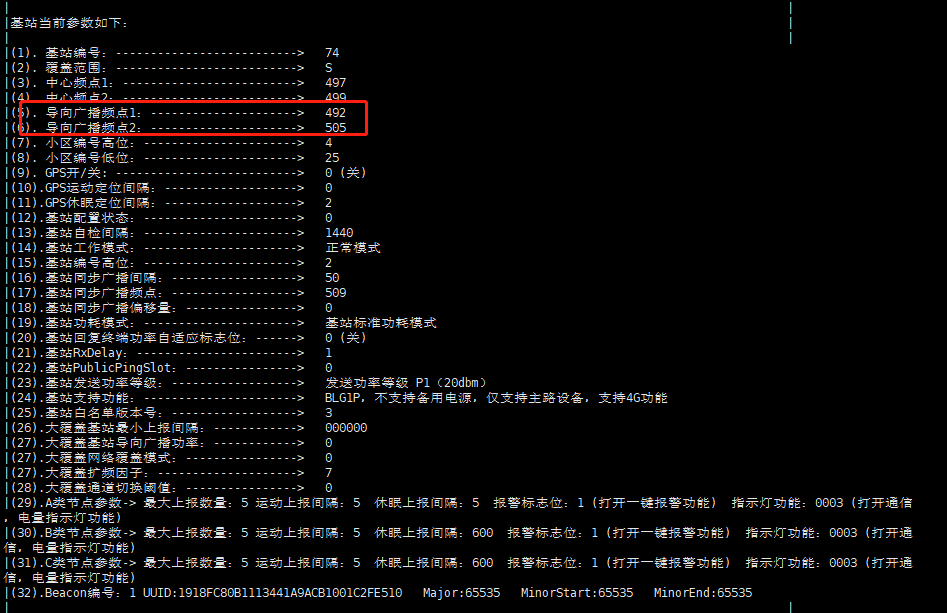 |基站当前参数如下：
|(1). 基站编号：--------------------------> 74
|(2). 覆盖范围：--------------------------> S
|(3). 中心频点1：-------------------------> 497
|(4). 中心频点2：-------------------------> 499
|(5). 导向广播频点1：---------------------> 492
|(6). 导向广播频点2：---------------------> 505
|(7). 小区编号高位：----------------------> 4
|(8). 小区编号低位：----------------------> 25
|(9). GPS开/关：--------------------------> 0 (关)
|(10).GPS运动定位间隔：-------------------> 0
|(11).GPS休眠定位间隔：-------------------> 2
|(12).基站配置状态：----------------------> 0
|(13).基站自检间隔：----------------------> 1440
|(14).基站工作模式：----------------------> 正常模式
|(15).基站编号高位：----------------------> 2
|(16).基站同步广播间隔：------------------> 50
|(17).基站同步广播频点：------------------> 509
|(18).基站同步广播偏移量：----------------> 0
|(19).基站功耗模式：----------------------> 基站标准功耗模式
|(20).基站回复终端功率自适应标志位：------> 0 (关)
|(21).基站RxDelay：-----------------------> 1
|(22).基站PublicPingSlot：----------------> 0
|(23).基站发送功率等级：------------------> 发送功率等级 P1（20dbm）
|(24).基站支持功能：----------------------> BLG1P，不支持备用电源，仅支持主路设备，支持4G功能
|(25).基站白名单版本号：------------------> 3
|(26).大覆盖基站最小上报间隔：------------> 000000
|(27).大覆盖基站导向广播功率：------------> 0
|(27).大覆盖网络覆盖模式：----------------> 0
|(27).大覆盖扩频因子：--------------------> 7
|(28).大覆盖通道切换阈值：----------------> 0
|(29).A类节点参数-> 最大上报数量：5 运动上报间隔：5 休眠上报间隔：5 报警标志位：1 (打开一键报警功能) 指示灯功能：0003 (打开通信
，电量指示灯功能)
|(30).B类节点参数-> 最大上报数量：5 运动上报间隔：5 休眠上报间隔：600 报警标志位：1 (打开一键报警功能) 指示灯功能：0003 (打开通
信，电量指示灯功能)
|(31).C类节点参数-> 最大上报数量：5 运动上报间隔：5 休眠上报间隔：600 报警标志位：1 (打开一键报警功能) 指示灯功能：0003 (打开通
信，电量指示灯功能)
|(32).Beacon编号：1 UUID:1918FC80B1113441A9ACB1001C2FE510 Major:65535 MinorStart:65535 MinorEnd:65535